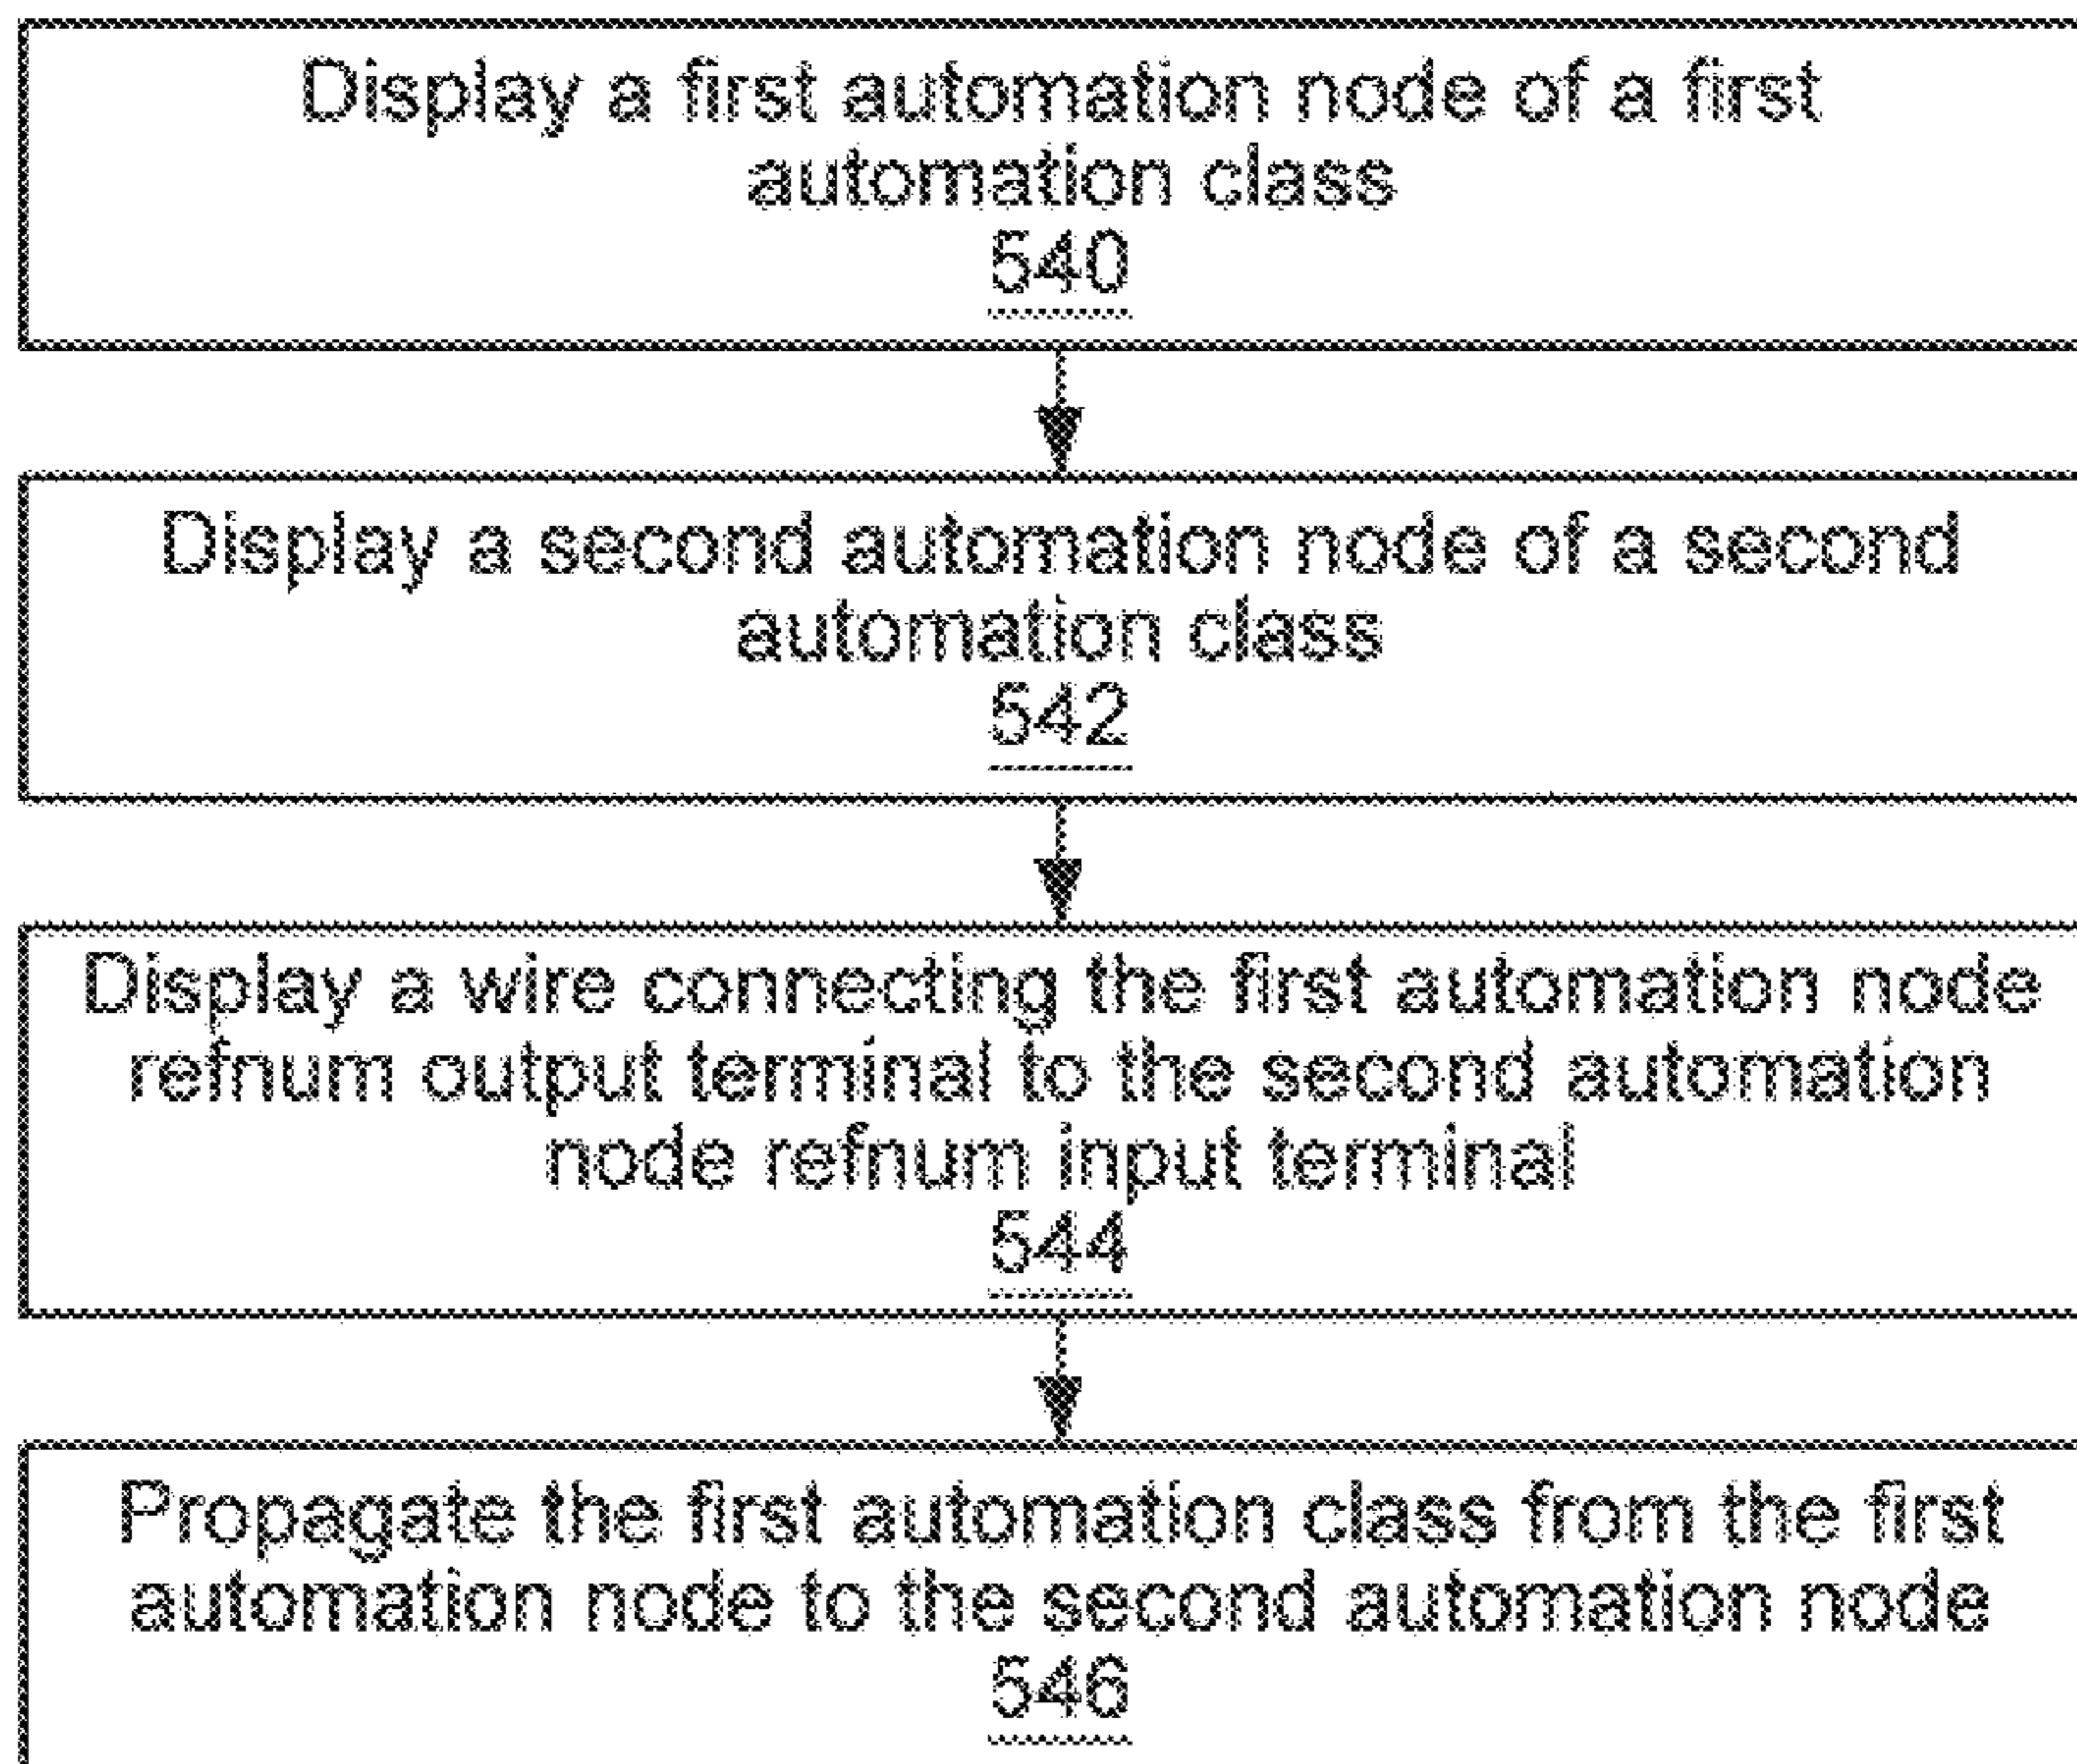 Display a first automation node of a first
automation class
540
Display a second automation node of a second
automation class
542
Display a wire connecting the first automation node
refnum output terminal to the second automation
node refnum input terminal
544
Propagate the first automation class from the first
automation node to the second automation node
546